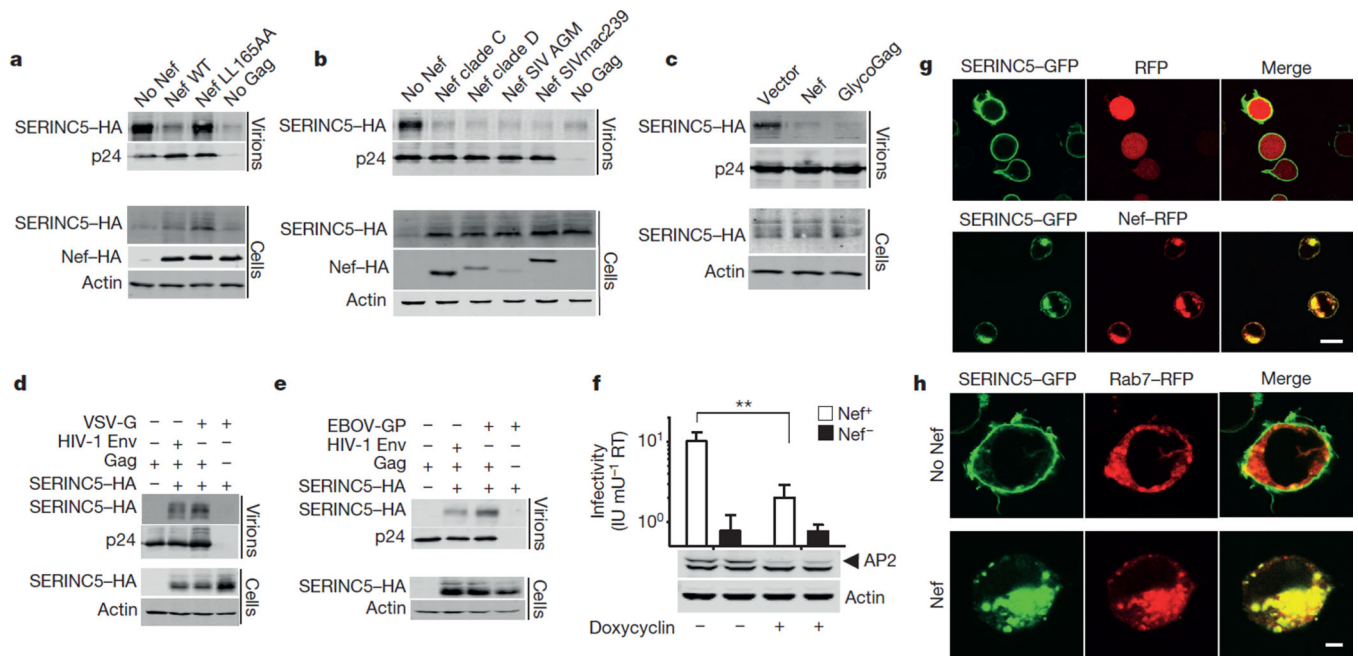 a
No Nef
Nef WT
Nef LL165AA
No Gag
SERINC5–HA
p24
Virions
SERINC5–HA
Nef–HA
Actin
Cells
b
No Nef
Nef clade C
Nef clade D
Nef SIV AGM
Nef SIVmac239
No Gag
SERINC5–HA
p24
Virions
SERINC5–HA
Nef–HA
Actin
Cells
c
Vector
Nef
GlycoGag
SERINC5–HA
p24
Virions
SERINC5–HA
Actin
Cells
d
VSV-G – – + +
HIV-1 Env – + – –
Gag + + + –
SERINC5–HA – + + +
SERINC5–HA
p24
Virions
SERINC5–HA
Actin
Cells
e
EBOV-GP – – + +
HIV-1 Env – + – –
Gag + + + –
SERINC5–HA – + + +
SERINC5–HA
p24
Virions
SERINC5–HA
Actin
Cells
f
**
Nef+
Nef–
Infectivity
(IU mU–1 RT)
10¹
10⁰
AP2
Actin
Doxycyclin – – + +
g
SERINC5–GFP RFP Merge
SERINC5–GFP Nef–RFP
h
SERINC5–GFP Rab7–RFP Merge
No Nef
Nef